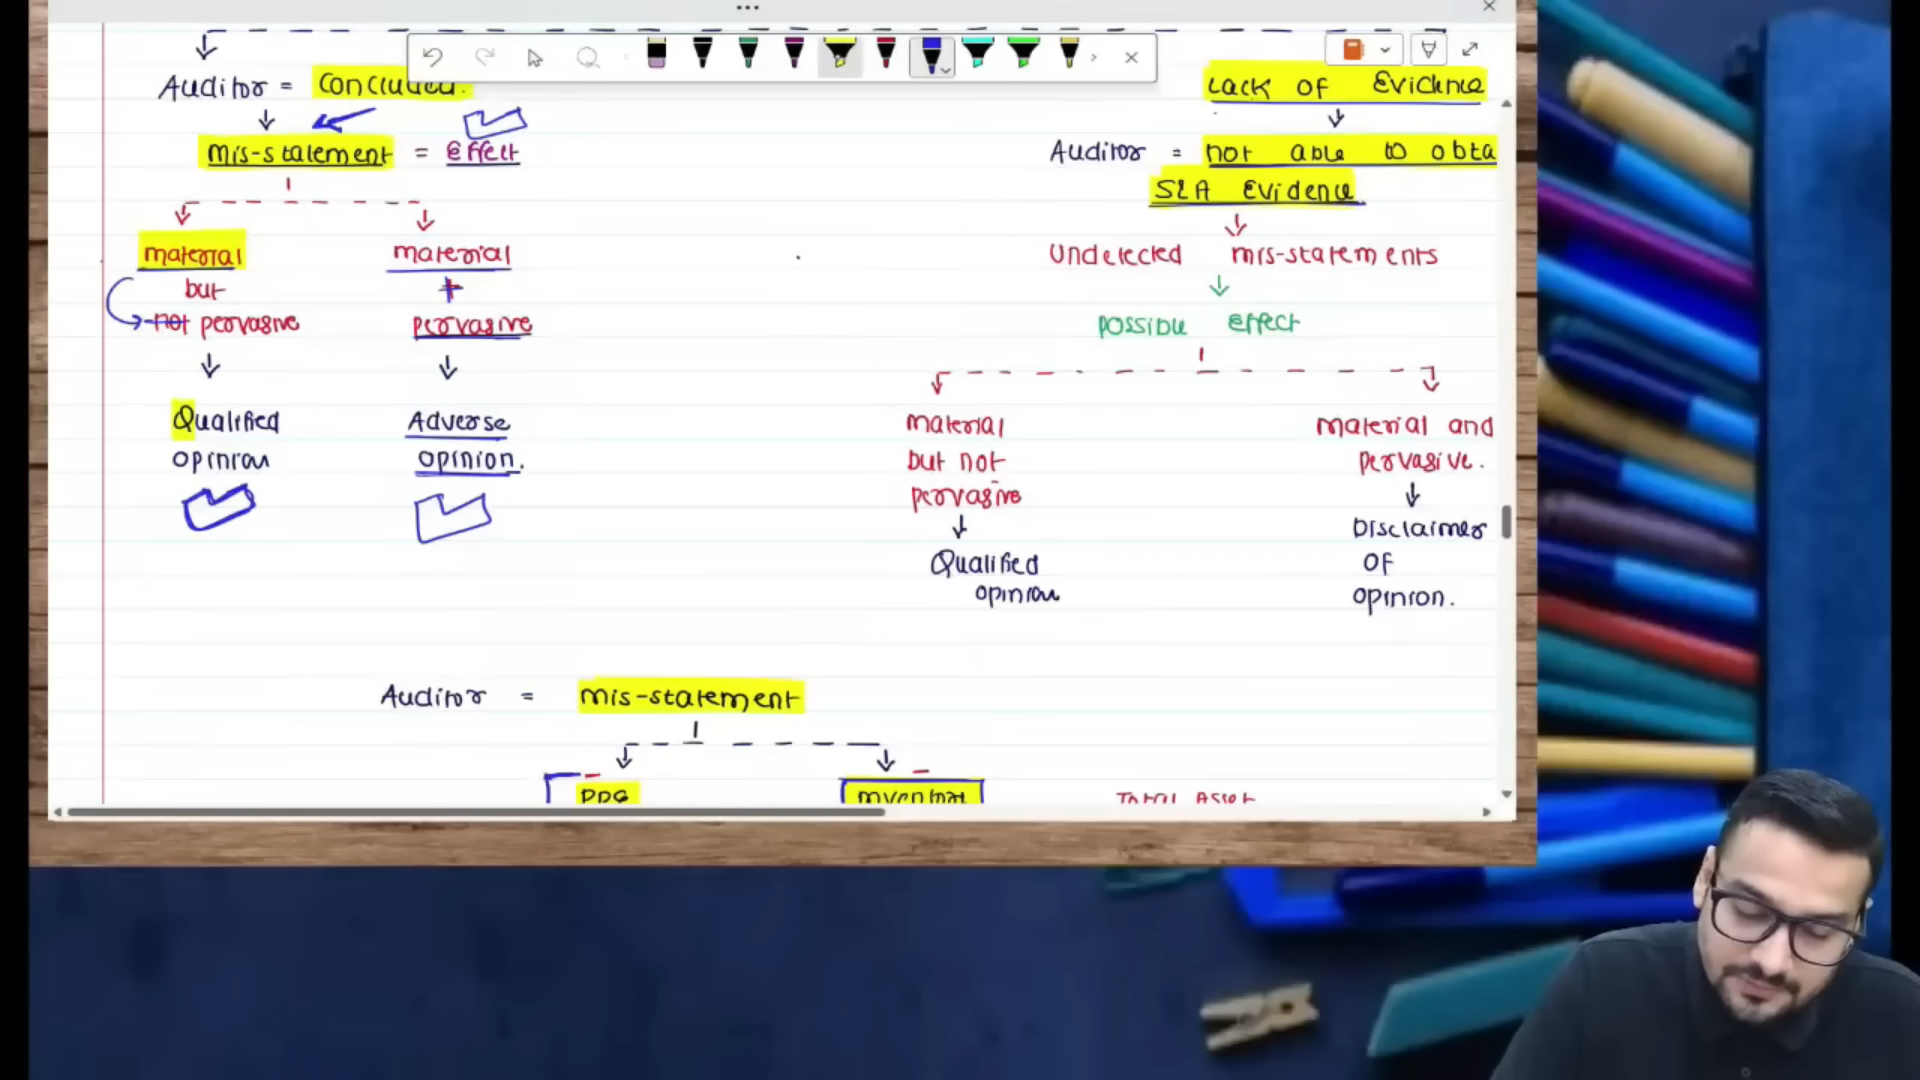 Auditor = Concluded.
Mis-statement = Effect
material
but
not pervasive
Qualified
opinion
material
+
pervasive
Adverse
opinion.
Lack of Evidence
Auditor = not able to obta
S&A Evidence.
Undetected mis-statements
possible effect
material
but not
pervasive
Qualified
opinion
material and
pervasive.
Disclaimer
OF
opinion.
Auditor = mis-statement
PPE
Inventory
Total Asset